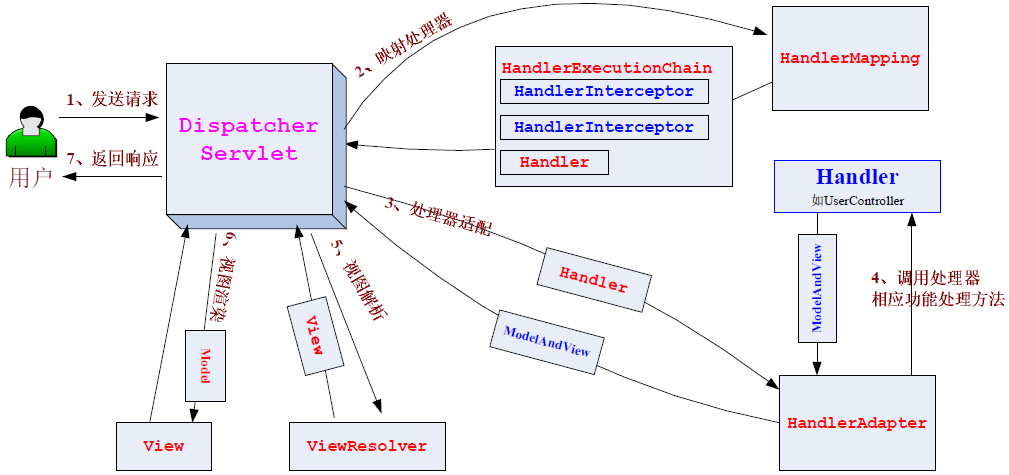 1、发送请求
7、返回响应
用户
Dispatcher
Servlet
2、映射处理器
HandlerExecutionChain
HandlerInterceptor
HandlerInterceptor
Handler
HandlerMapping
3、处理器适配
Handler
ModelAndView
Handler
如UserController
ModelAndView
4、调用处理器
相应功能处理方法
HandlerAdapter
5、视图解析
View
ViewResolver
6、视图渲染
Model
View